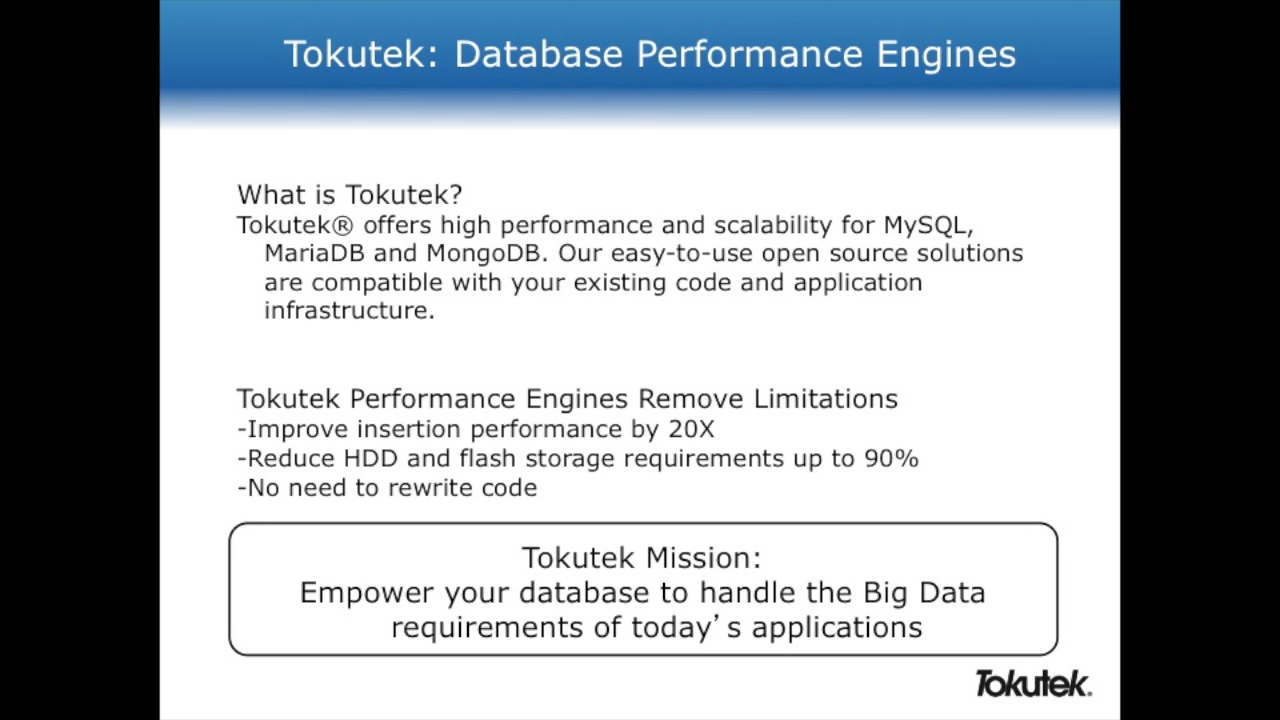 Tokutek: Database Performance Engines
What is Tokutek?
Tokutek® offers high performance and scalability for MySQL,
MariaDB and MongoDB. Our easy-to-use open source solutions
are compatible with your existing code and application
infrastructure.
Tokutek Performance Engines Remove Limitations
-Improve insertion performance by 20X
-Reduce HDD and flash storage requirements up to 90%
-No need to rewrite code
Tokutek Mission:
Empower your database to handle the Big Data
requirements of today’s applications
Tokutek®